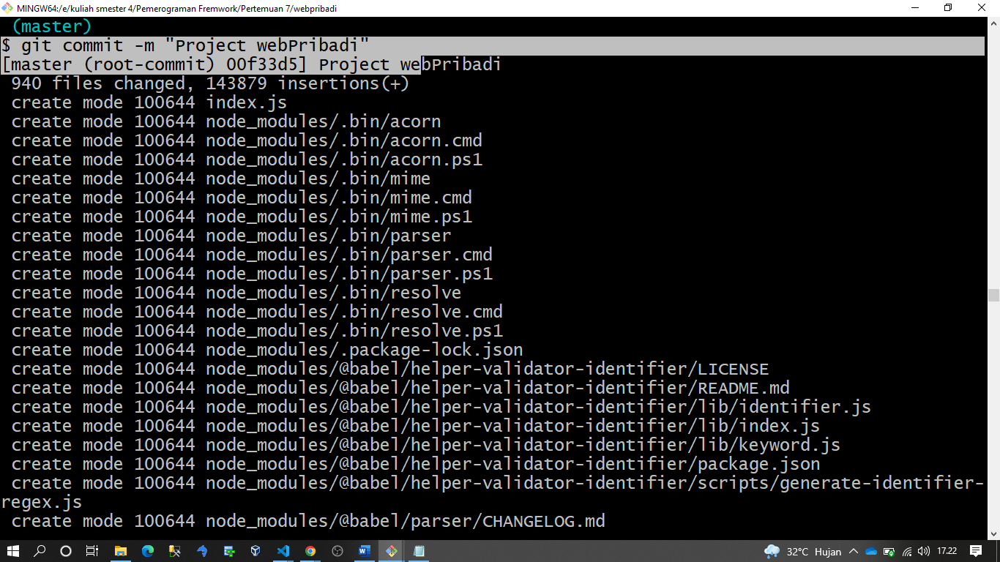 MINGW64:/e/kuliah smester 4/Pemerograman Fremwork/Pertemuan 7/webpribadi
(master)
$ git commit -m "Project webPribadi"
[master (root-commit) 00f33d5] Project webPribadi
940 files changed, 143879 insertions(+)
create mode 100644 index.js
create mode 100644 node_modules/.bin/acorn
create mode 100644 node_modules/.bin/acorn.cmd
create mode 100644 node_modules/.bin/acorn.ps1
create mode 100644 node_modules/.bin/mime
create mode 100644 node_modules/.bin/mime.cmd
create mode 100644 node_modules/.bin/mime.ps1
create mode 100644 node_modules/.bin/parser
create mode 100644 node_modules/.bin/parser.cmd
create mode 100644 node_modules/.bin/parser.ps1
create mode 100644 node_modules/.bin/resolve
create mode 100644 node_modules/.bin/resolve.cmd
create mode 100644 node_modules/.bin/resolve.ps1
create mode 100644 node_modules/.package-lock.json
create mode 100644 node_modules/@babel/helper-validator-identifier/LICENSE
create mode 100644 node_modules/@babel/helper-validator-identifier/README.md
create mode 100644 node_modules/@babel/helper-validator-identifier/lib/identifier.js
create mode 100644 node_modules/@babel/helper-validator-identifier/lib/index.js
create mode 100644 node_modules/@babel/helper-validator-identifier/lib/keyword.js
create mode 100644 node_modules/@babel/helper-validator-identifier/package.json
create mode 100644 node_modules/@babel/helper-validator-identifier/scripts/generate-identifier-
regex.js
create mode 100644 node_modules/@babel/parser/CHANGELOG.md
32°C Hujan 17.22